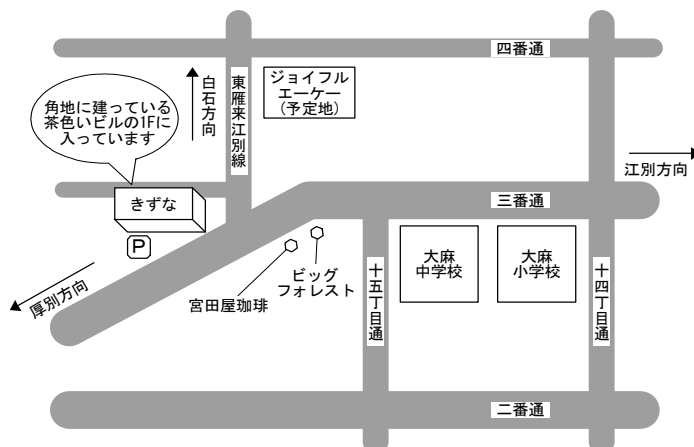 四番通
ジョイフル
エーケー
(予定地)
東雁来江別線
白石方向
角地に建っている
茶色いビルの1Fに
入っています
江別方向
きずな
三番通
P
大麻
中学校
大麻
小学校
ビッグ
フォレスト
宮田屋珈琲
厚別方向
十五丁目通
十四丁目通
二番通